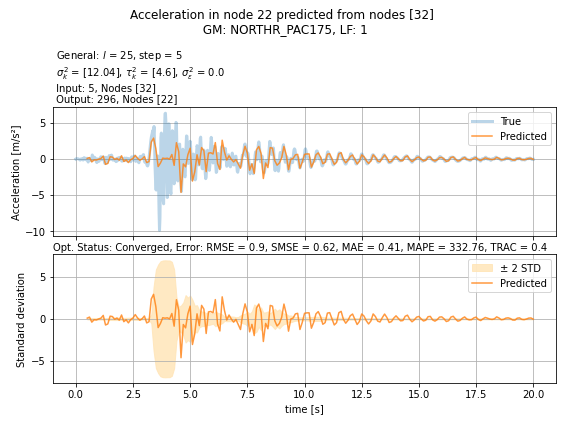 Acceleration in node 22 predicted from nodes [32]
GM: NORTHR_PAC175, LF: 1
General: l = 25, step = 5
σ²ₖ = [12.04], τ²ₖ = [4.6], σ²ε = 0.0
Input: 5, Nodes [32]
Output: 296, Nodes [22]
Acceleration [m/s²]
5
0
−5
−10
True
Predicted
Opt. Status: Converged, Error: RMSE = 0.9, SMSE = 0.62, MAE = 0.41, MAPE = 332.76, TRAC = 0.4
Standard deviation
5
0
−5
± 2 STD
Predicted
0.0 2.5 5.0 7.5 10.0 12.5 15.0 17.5 20.0
time [s]